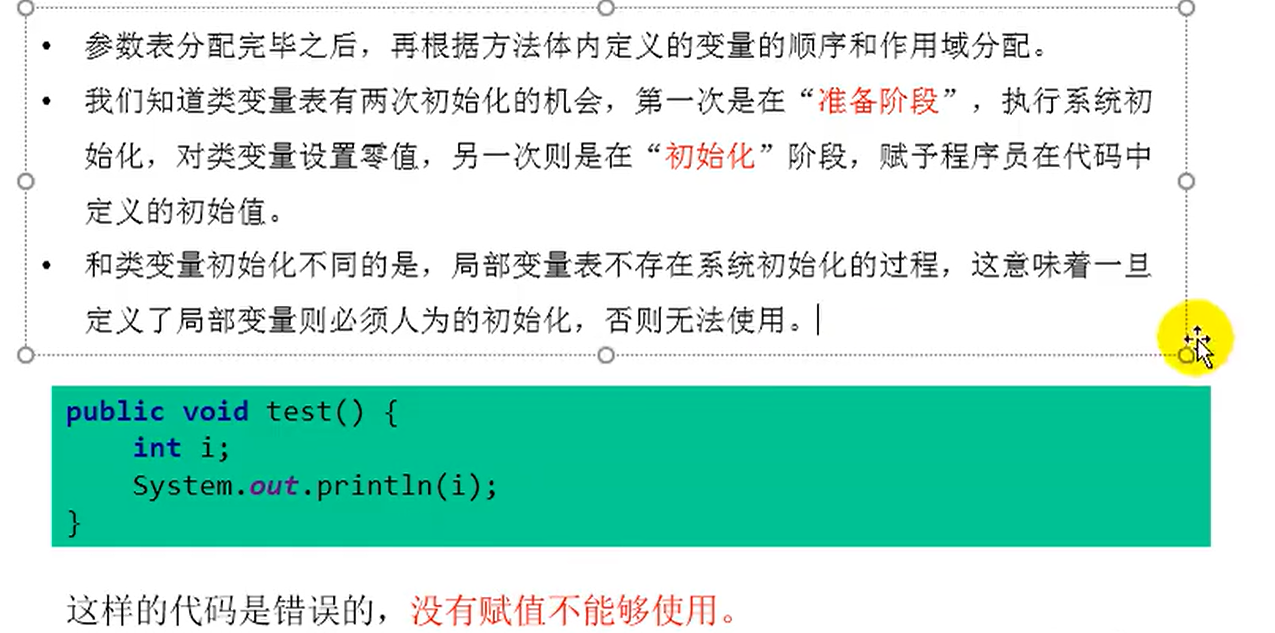 • 参数表分配完毕之后，再根据方法体内定义的变量的顺序和作用域分配。
• 我们知道类变量表有两次初始化的机会，第一次是在“准备阶段”，执行系统初
始化，对类变量设置零值，另一次则是在“初始化”阶段，赋予程序员在代码中
定义的初始值。
• 和类变量初始化不同的是，局部变量表不存在系统初始化的过程，这意味着一旦
定义了局部变量则必须人为的初始化，否则无法使用。
public void test() {
    int i;
    System.out.println(i);
}
这样的代码是错误的，没有赋值不能够使用。